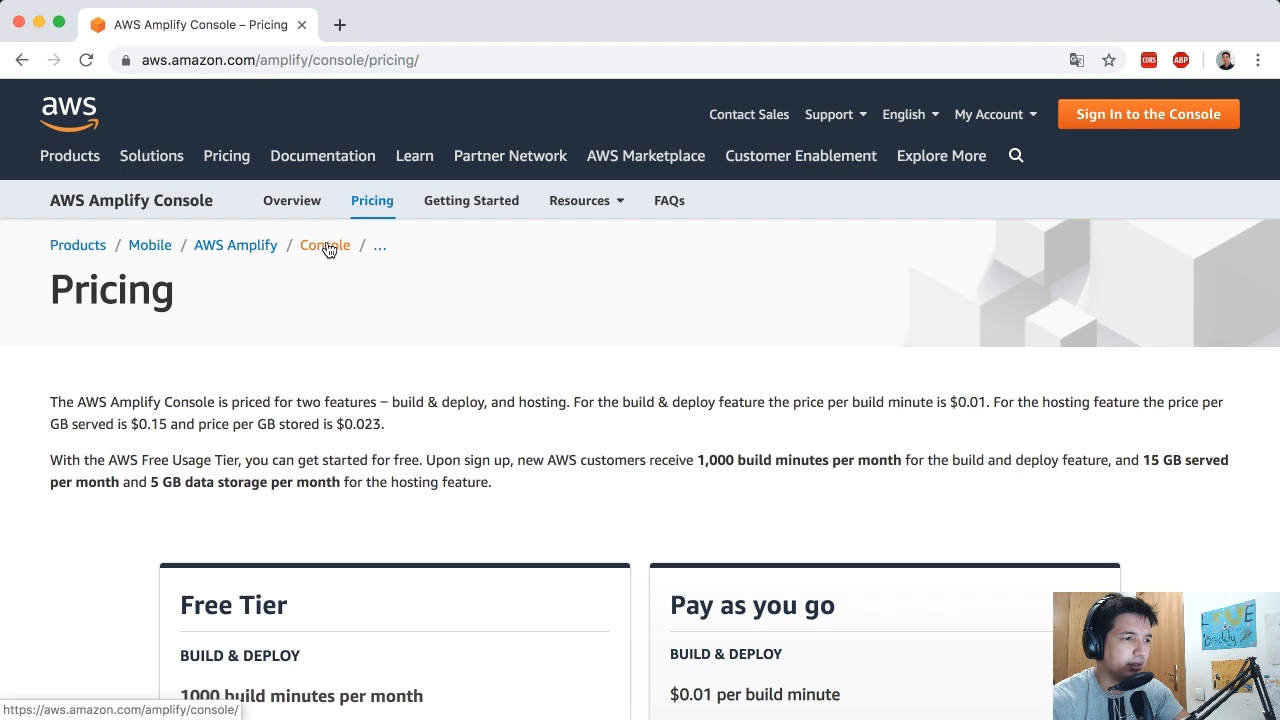 AWS Amplify Console – Pricing
aws.amazon.com/amplify/console/pricing/
CORS
ABP
aws
Contact Sales Support English My Account Sign In to the Console
Products Solutions Pricing Documentation Learn Partner Network AWS Marketplace Customer Enablement Explore More
AWS Amplify Console Overview Pricing Getting Started Resources FAQs
Products / Mobile / AWS Amplify / Console / ...
Pricing
The AWS Amplify Console is priced for two features – build & deploy, and hosting. For the build & deploy feature the price per build minute is $0.01. For the hosting feature the price per
GB served is $0.15 and price per GB stored is $0.023.
With the AWS Free Usage Tier, you can get started for free. Upon sign up, new AWS customers receive 1,000 build minutes per month for the build and deploy feature, and 15 GB served
per month and 5 GB data storage per month for the hosting feature.
Free Tier
BUILD & DEPLOY
1000 build minutes per month
Pay as you go
BUILD & DEPLOY
$0.01 per build minute
https://aws.amazon.com/amplify/console/